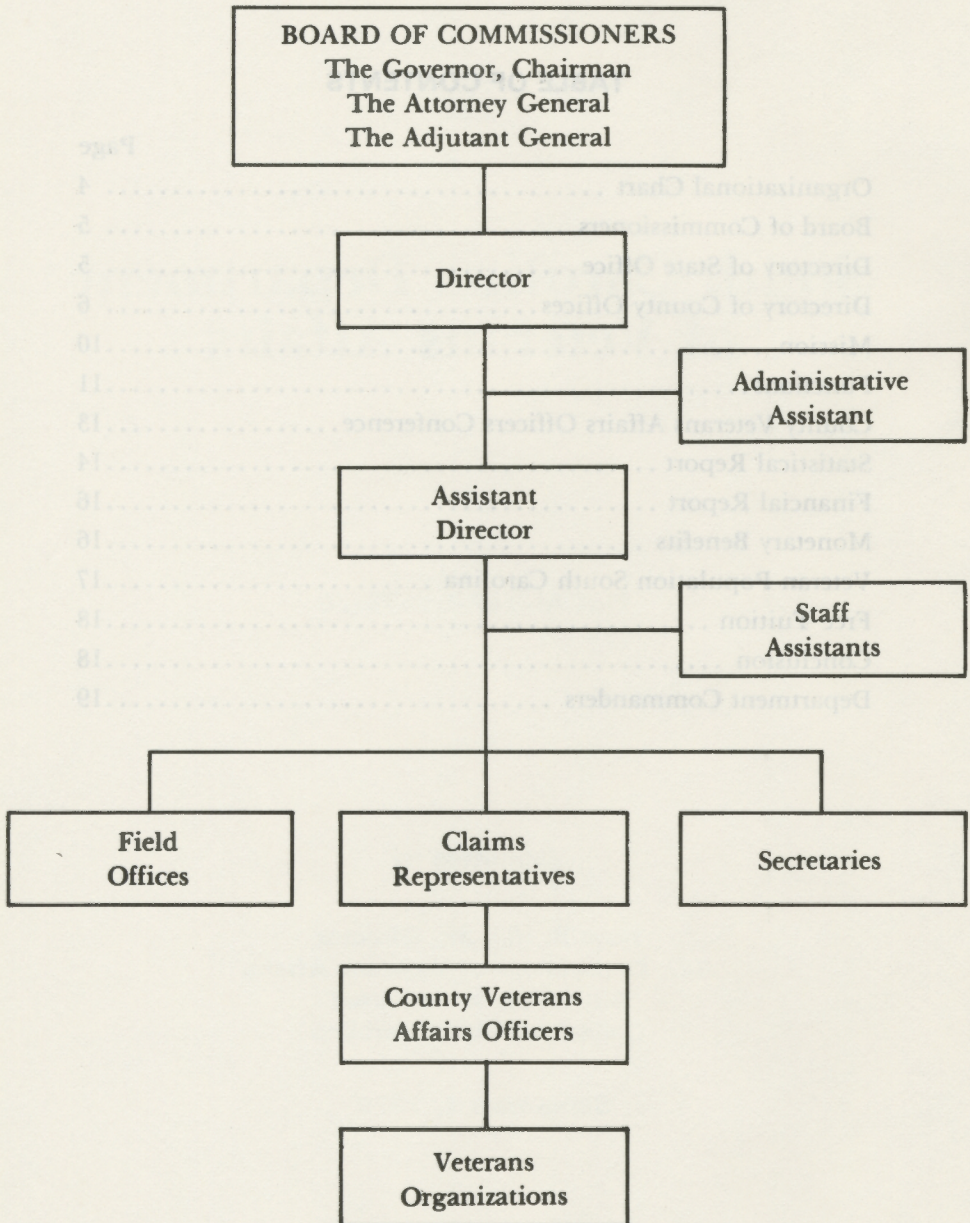 BOARD OF COMMISSIONERS
The Governor, Chairman
The Attorney General
The Adjutant General
Director
Administrative
Assistant
Assistant
Director
Staff
Assistants
Field
Offices
Claims
Representatives
Secretaries
County Veterans
Affairs Officers
Veterans
Organizations